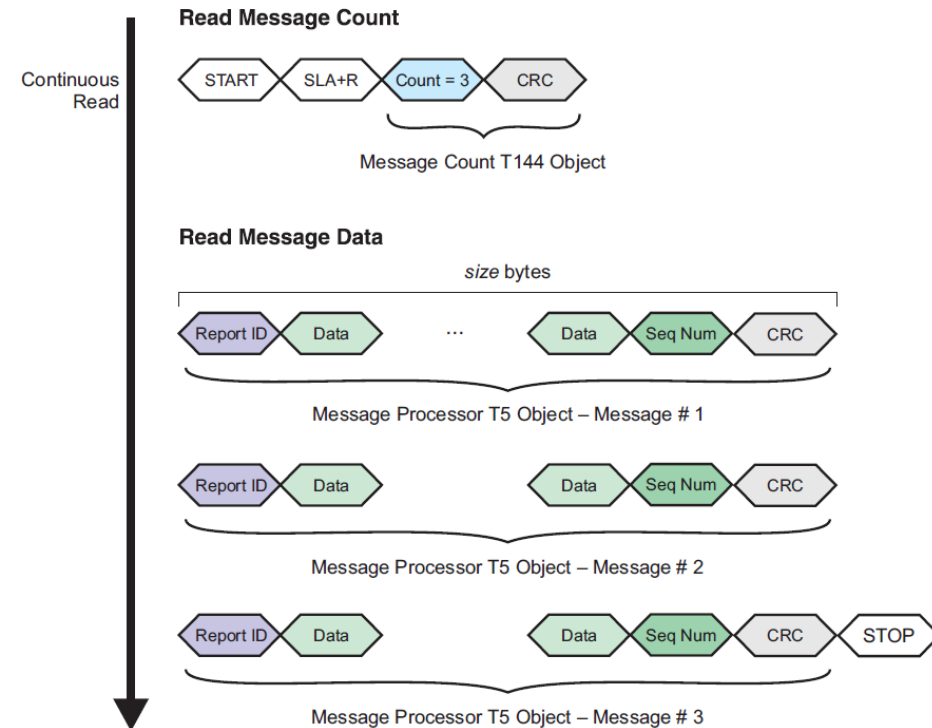 Read Message Count
Continuous
Read
START SLA+R Count = 3 CRC
Message Count T144 Object
Read Message Data
size bytes
Report ID Data ... Data Seq Num CRC
Message Processor T5 Object – Message # 1
Report ID Data Data Seq Num CRC
Message Processor T5 Object – Message # 2
Report ID Data Data Seq Num CRC STOP
Message Processor T5 Object – Message # 3